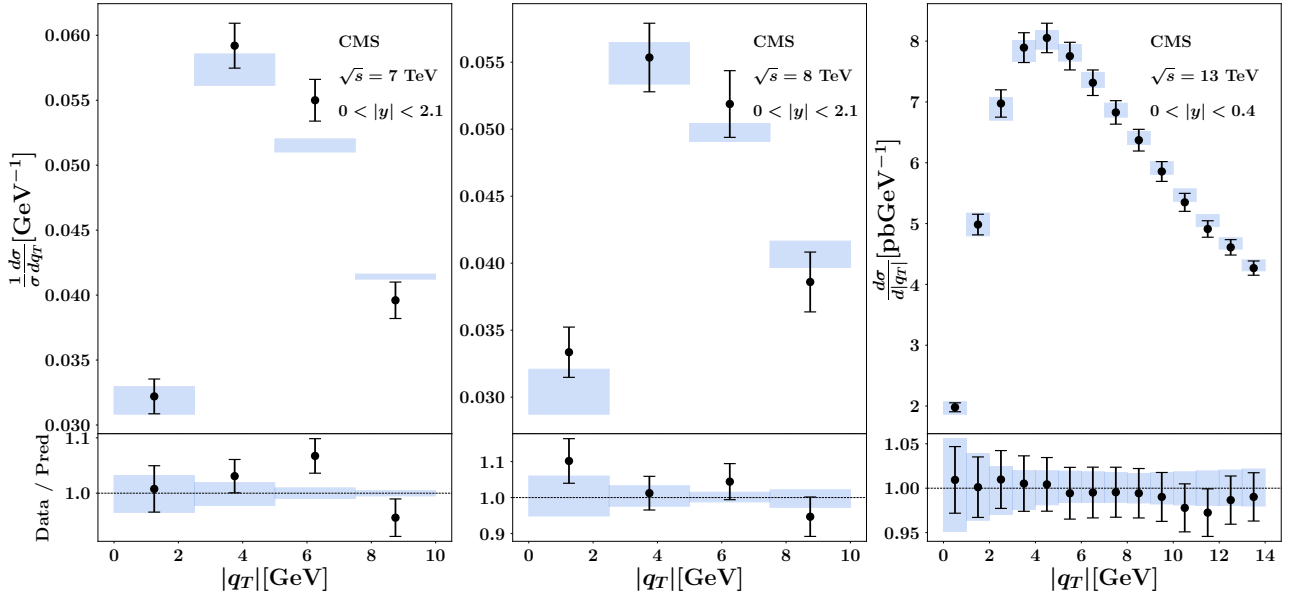 1/σ dσ/dq_T [GeV⁻¹]
0.060
0.055
0.050
0.045
0.040
0.035
0.030
CMS
√s = 7 TeV
0 < |y| < 2.1
Data / Pred
1.1
1.0
0 2 4 6 8 10
|q_T|[GeV]
0.055
0.050
0.045
0.040
0.035
0.030
CMS
√s = 8 TeV
0 < |y| < 2.1
1.1
1.0
0.9
0 2 4 6 8 10
|q_T|[GeV]
dσ/d|q_T| [pbGeV⁻¹]
8
7
6
5
4
3
2
CMS
√s = 13 TeV
0 < |y| < 0.4
1.05
1.00
0.95
0 2 4 6 8 10 12 14
|q_T|[GeV]